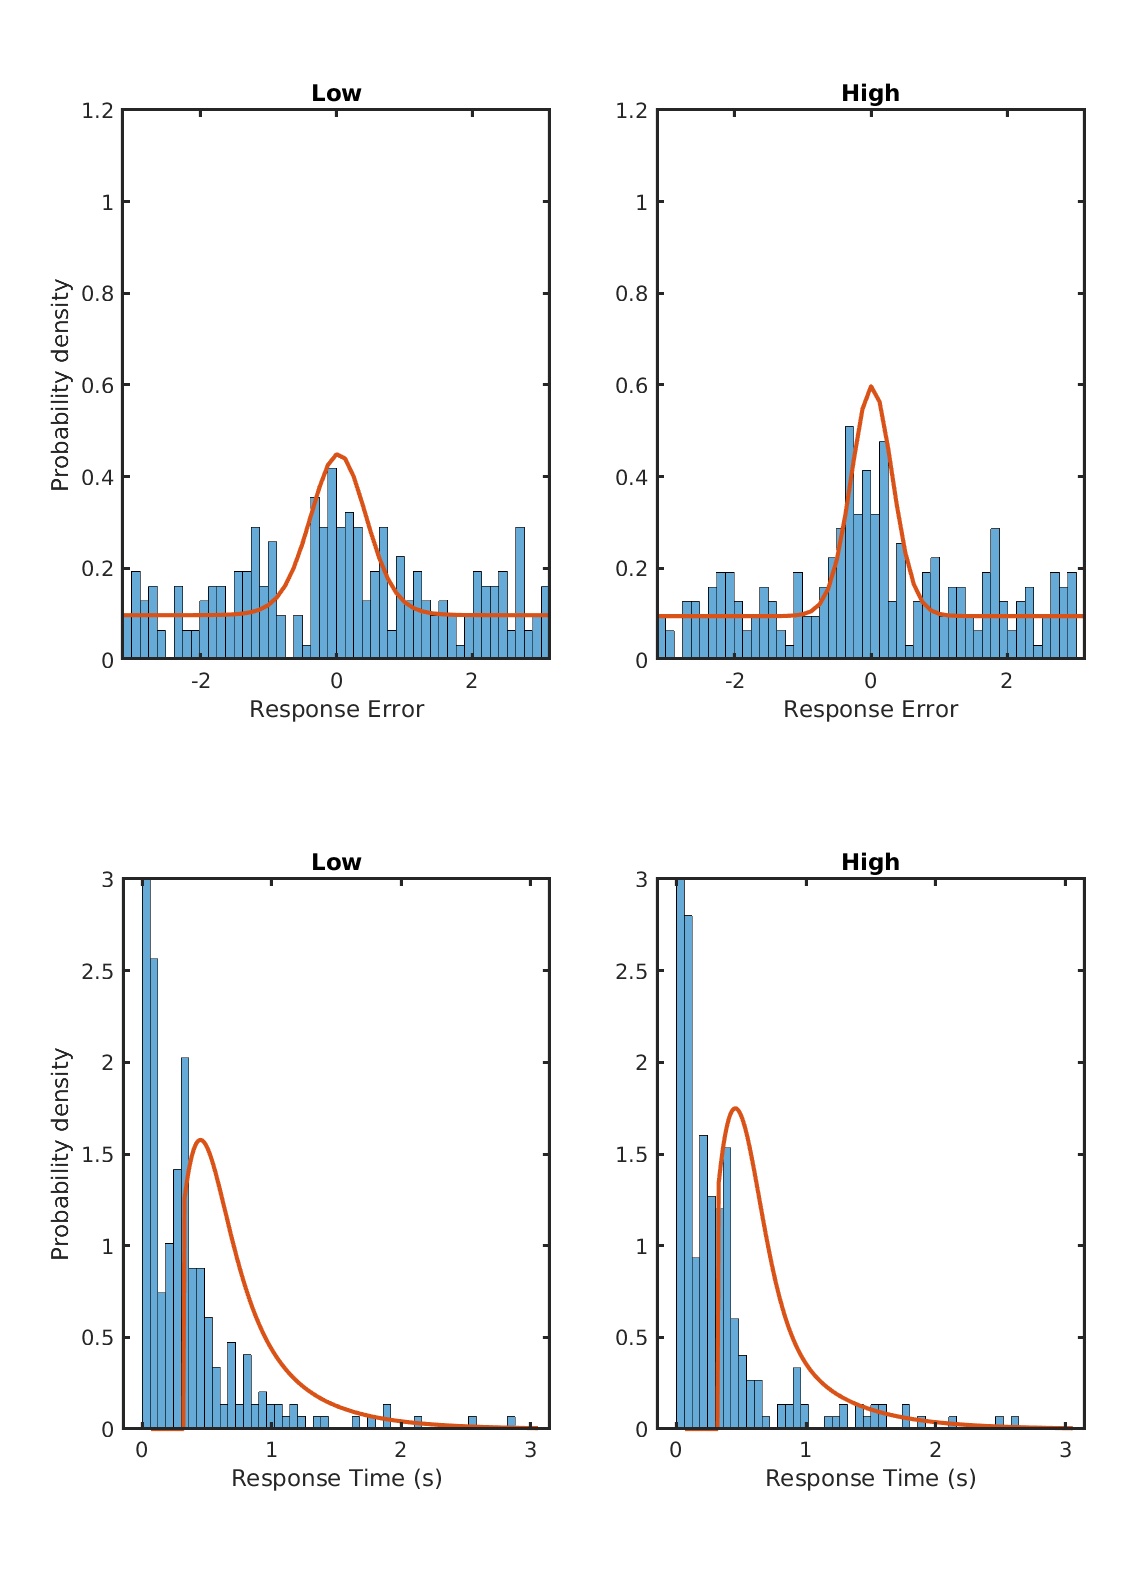 Low High
1.2 1.2
1 1
0.8 0.8
Probability density
0.6 0.6
0.4 0.4
0.2 0.2
0 0
-2 0 2 -2 0 2
Response Error Response Error
Low High
3 3
2.5 2.5
2 2
Probability density
1.5 1.5
1 1
0.5 0.5
0 0
0 1 2 3 0 1 2 3
Response Time (s) Response Time (s)